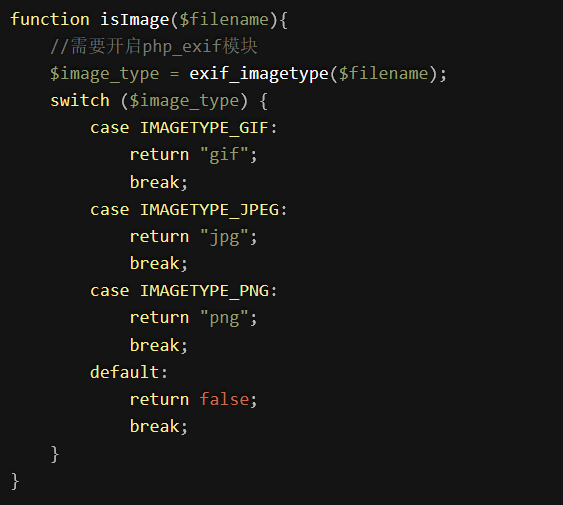 function isImage($filename){
    //需要开启php_exif模块
    $image_type = exif_imagetype($filename);
    switch ($image_type) {
        case IMAGETYPE_GIF:
            return "gif";
            break;
        case IMAGETYPE_JPEG:
            return "jpg";
            break;
        case IMAGETYPE_PNG:
            return "png";
            break;
        default:
            return false;
            break;
    }
}